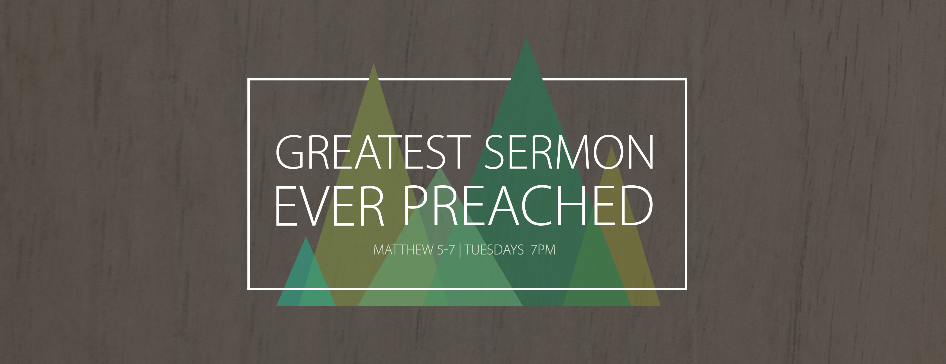 GREATEST SERMON
EVER PREACHED
MATTHEW 5-7 | TUESDAYS 7PM